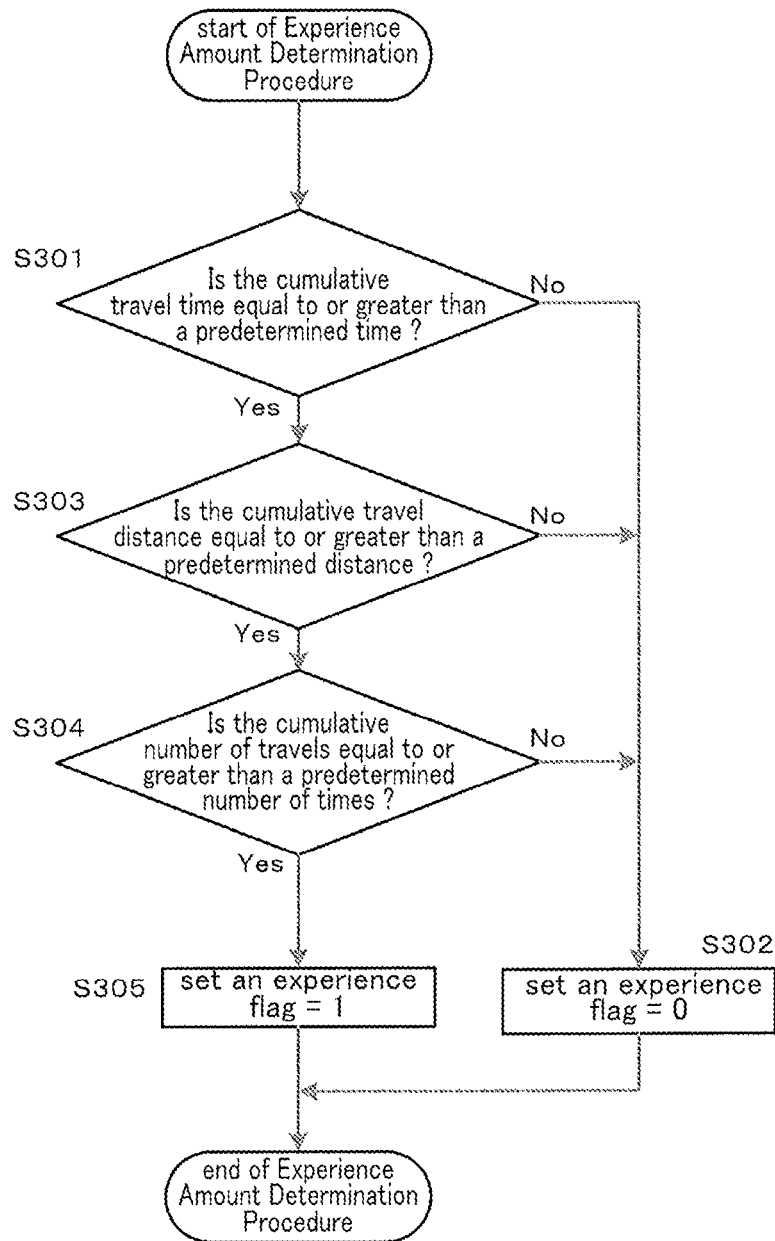 start of Experience
Amount Determination
Procedure
S301
Is the cumulative
travel time equal to or greater than
a predetermined time ?
No
Yes
S303
Is the cumulative travel
distance equal to or greater than a
predetermined distance ?
No
Yes
S304
Is the cumulative
number of travels equal to or
greater than a predetermined
number of times ?
No
Yes
S305
set an experience
flag = 1
S302
set an experience
flag = 0
end of Experience
Amount Determination
Procedure